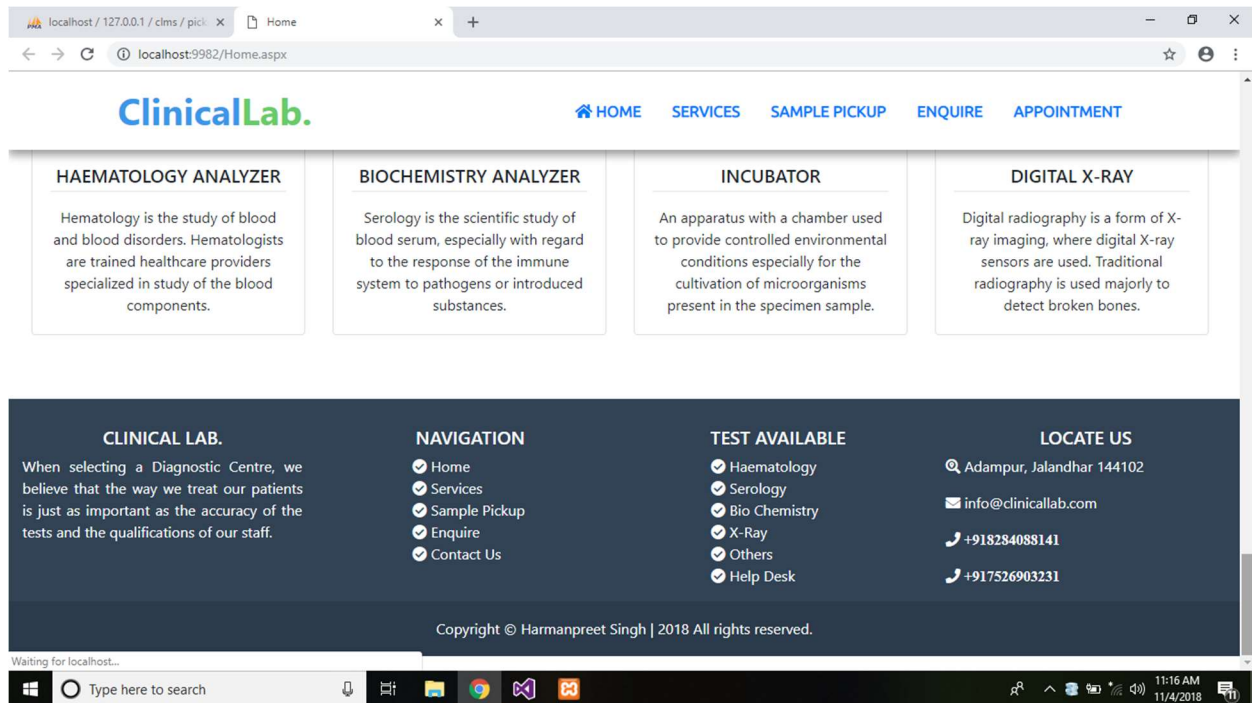 localhost / 127.0.0.1 / clms / pick
Home
localhost:9982/Home.aspx
ClinicalLab.
HOME
SERVICES
SAMPLE PICKUP
ENQUIRE
APPOINTMENT
HAEMATOLOGY ANALYZER
Hematology is the study of blood
and blood disorders. Hematologists
are trained healthcare providers
specialized in study of the blood
components.
BIOCHEMISTRY ANALYZER
Serology is the scientific study of
blood serum, especially with regard
to the response of the immune
system to pathogens or introduced
substances.
INCUBATOR
An apparatus with a chamber used
to provide controlled environmental
conditions especially for the
cultivation of microorganisms
present in the specimen sample.
DIGITAL X-RAY
Digital radiography is a form of X-
ray imaging, where digital X-ray
sensors are used. Traditional
radiography is used majorly to
detect broken bones.
CLINICAL LAB.
When selecting a Diagnostic Centre, we
believe that the way we treat our patients
is just as important as the accuracy of the
tests and the qualifications of our staff.
NAVIGATION
Home
Services
Sample Pickup
Enquire
Contact Us
TEST AVAILABLE
Haematology
Serology
Bio Chemistry
X-Ray
Others
Help Desk
LOCATE US
Adampur, Jalandhar 144102
info@clinicallab.com
+918284088141
+917526903231
Copyright © Harmanpreet Singh | 2018 All rights reserved.
Waiting for localhost...
Type here to search
11:16 AM
11/4/2018
11